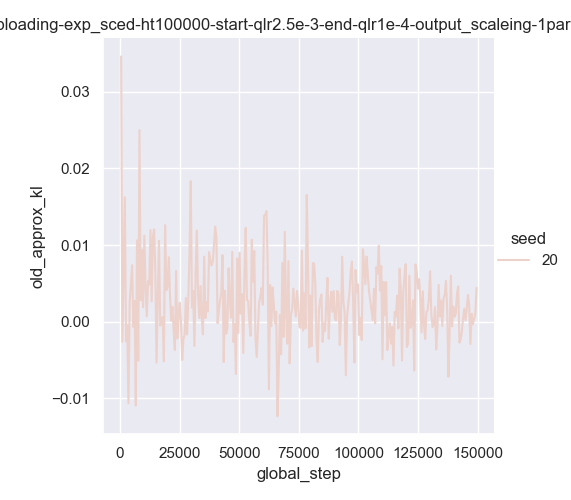 ploading-exp_sced-ht100000-start-qlr2.5e-3-end-qlr1e-4-output_scaleing-1par
0.03
0.02
0.01
0.00
−0.01
old_approx_kl
0 25000 50000 75000 100000 125000 150000
global_step
seed
20